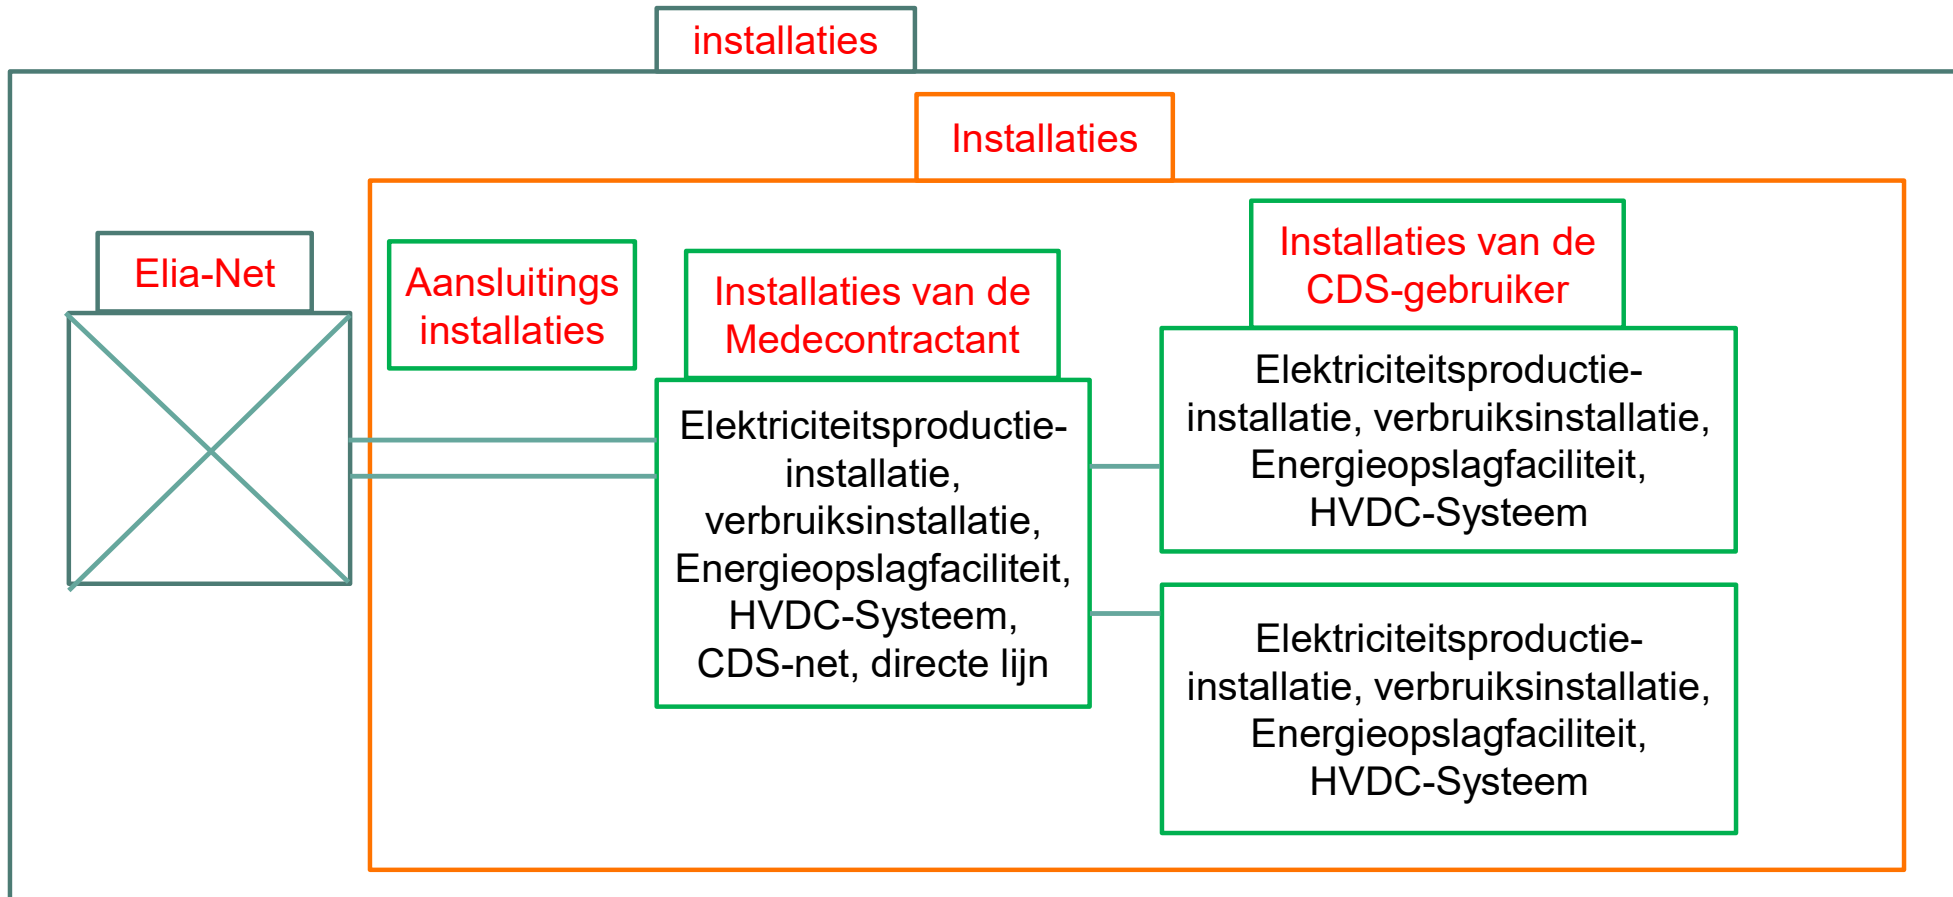 installaties
Installaties
Elia-Net
Aansluitings
installaties
Installaties van de
Medecontractant
Elektriciteitsproductie-
installatie,
verbruiksinstallatie,
Energieopslagfaciliteit,
HVDC-Systeem,
CDS-net, directe lijn
Installaties van de
CDS-gebruiker
Elektriciteitsproductie-
installatie, verbruiksinstallatie,
Energieopslagfaciliteit,
HVDC-Systeem
Elektriciteitsproductie-
installatie, verbruiksinstallatie,
Energieopslagfaciliteit,
HVDC-Systeem